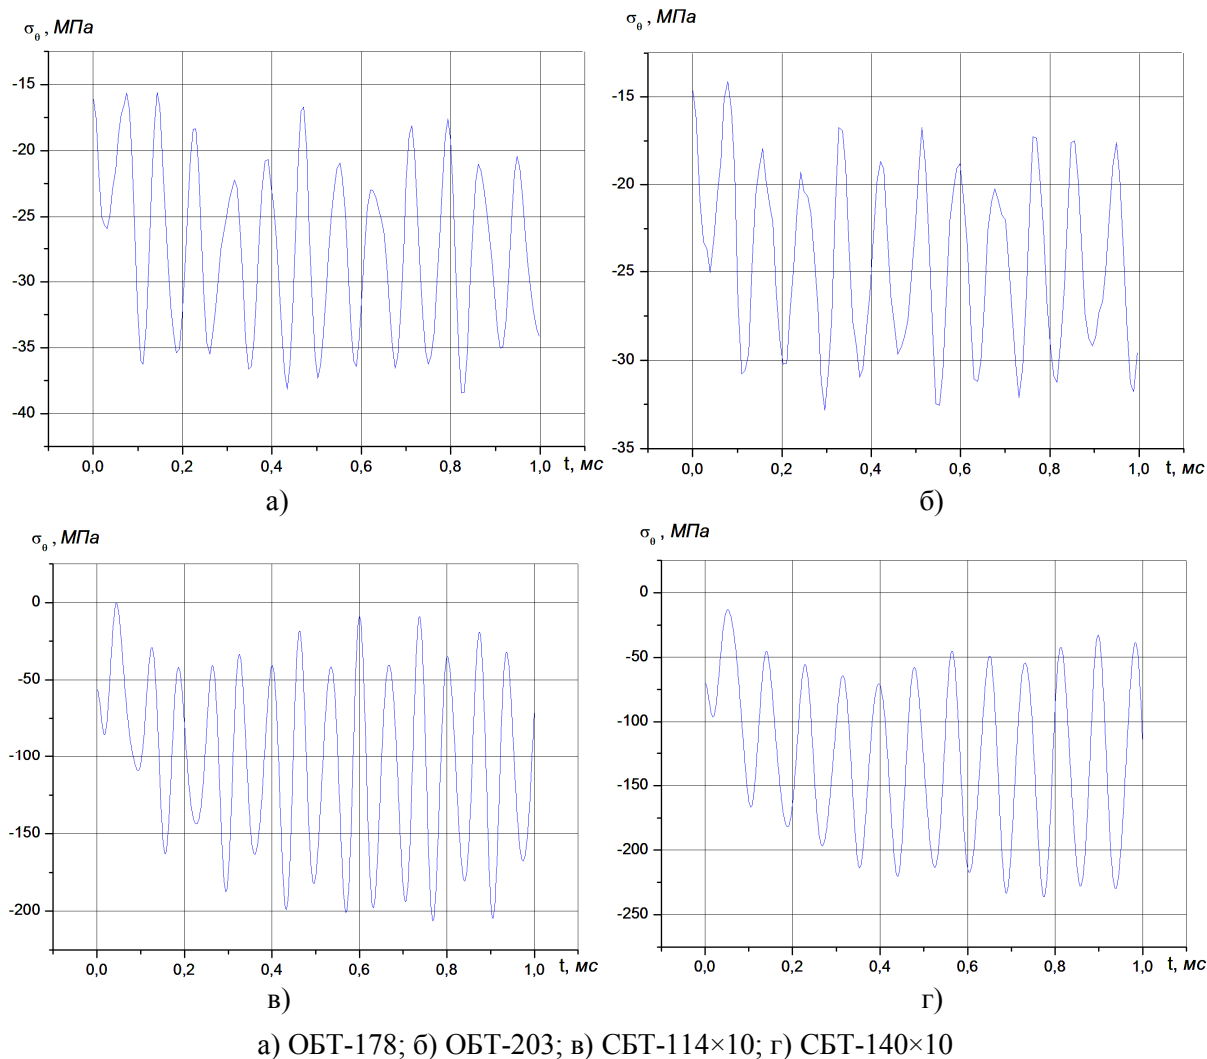 σθ , МПа
-15
-20
-25
-30
-35
-40
0,0 0,2 0,4 0,6 0,8 1,0 t, мс
а)
σθ , МПа
-15
-20
-25
-30
-35
0,0 0,2 0,4 0,6 0,8 1,0 t, мс
б)
σθ , МПа
0
-50
-100
-150
-200
0,0 0,2 0,4 0,6 0,8 1,0 t, мс
в)
σθ , МПа
0
-50
-100
-150
-200
-250
0,0 0,2 0,4 0,6 0,8 1,0 t, мс
г)
а) ОБТ-178; б) ОБТ-203; в) СБТ-114×10; г) СБТ-140×10